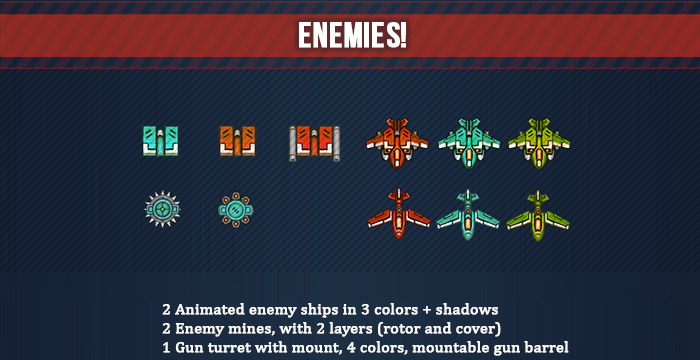 ENEMIES!
2 Animated enemy ships in 3 colors + shadows
2 Enemy mines, with 2 layers (rotor and cover)
1 Gun turret with mount, 4 colors, mountable gun barrel